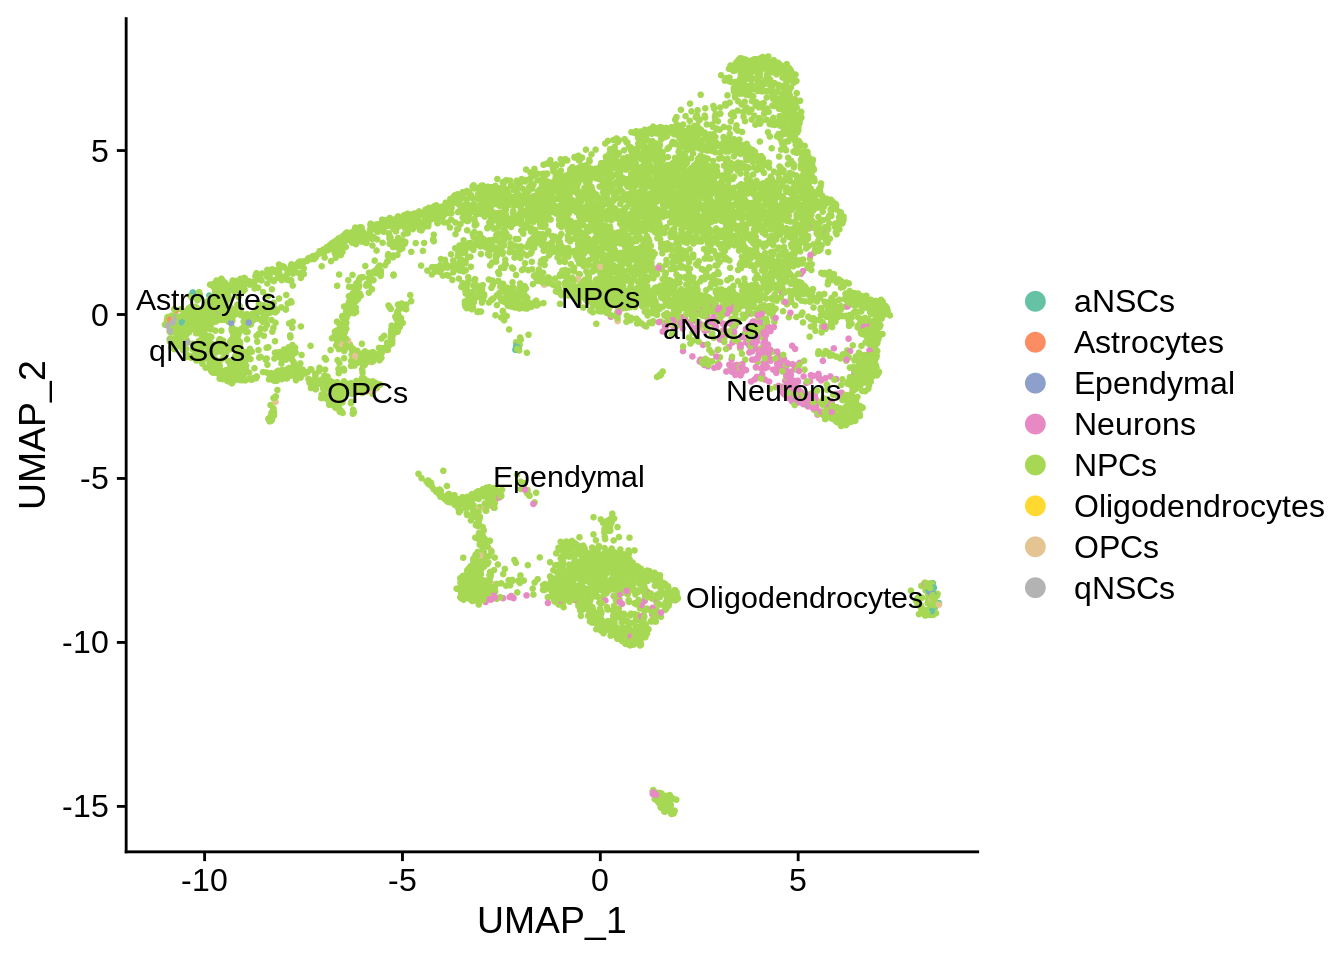 5
0
-5
-10
-15
-10
-5
0
5
UMAP_1
UMAP_2
Astrocytes
qNSCs
OPCs
NPCs
aNSCs
Neurons
Ependymal
Oligodendrocytes
aNSCs
Astrocytes
Ependymal
Neurons
NPCs
Oligodendrocytes
OPCs
qNSCs